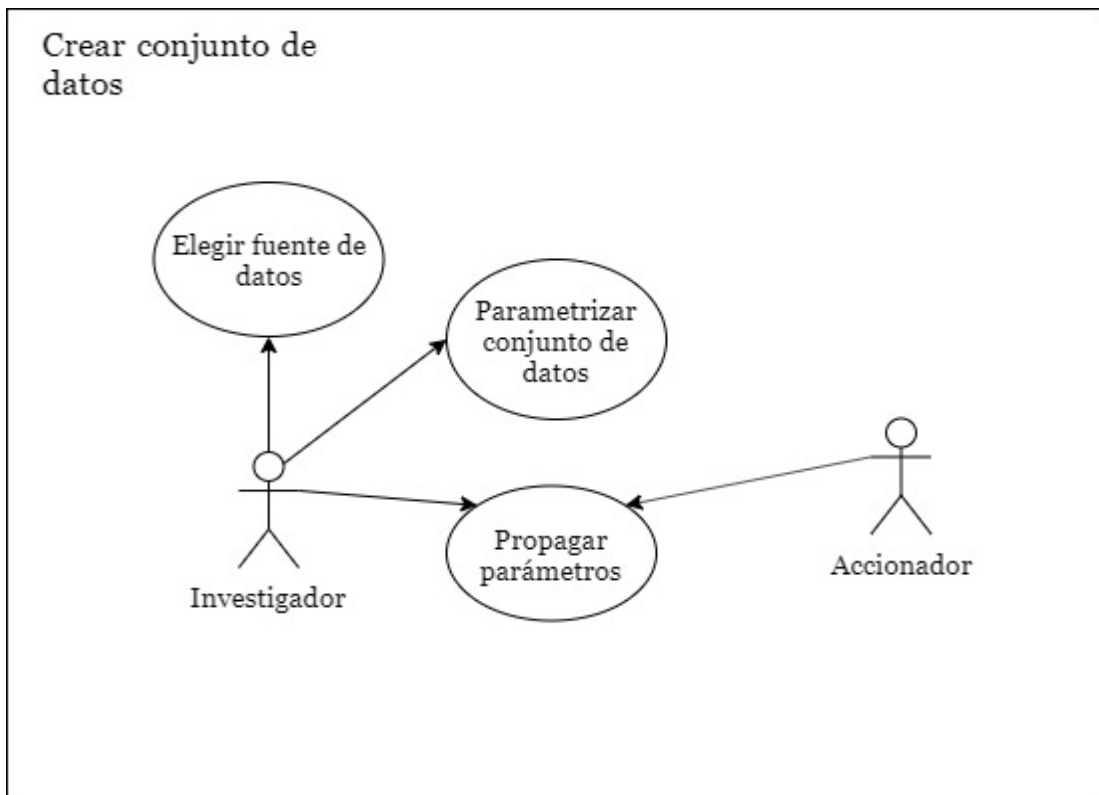 Crear conjunto de
datos
Elegir fuente de
datos
Parametrizar
conjunto de
datos
Propagar
parámetros
Investigador
Accionador